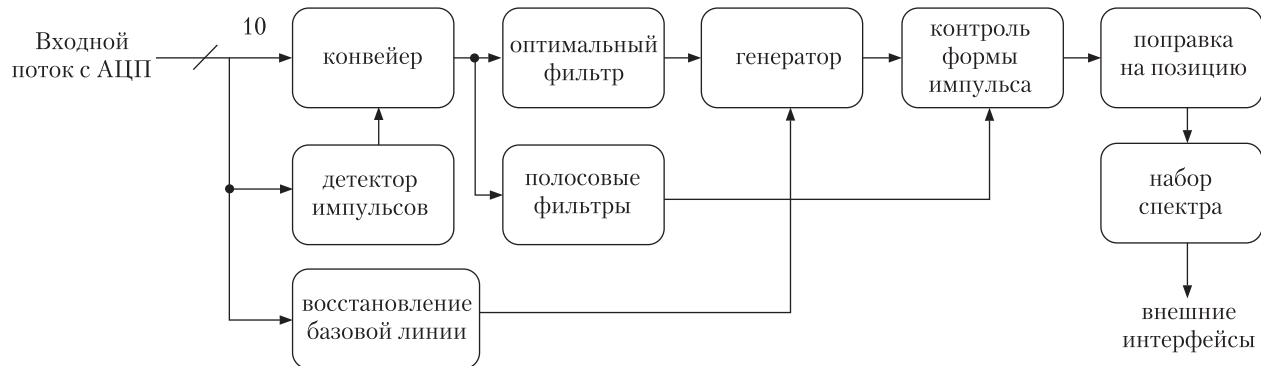 Входной
поток с АЦП
10
конвейер
оптимальный
фильтр
генератор
контроль
формы
импульса
поправка
на позицию
детектор
импульсов
полосовые
фильтры
набор
спектра
восстановление
базовой линии
внешние
интерфейсы